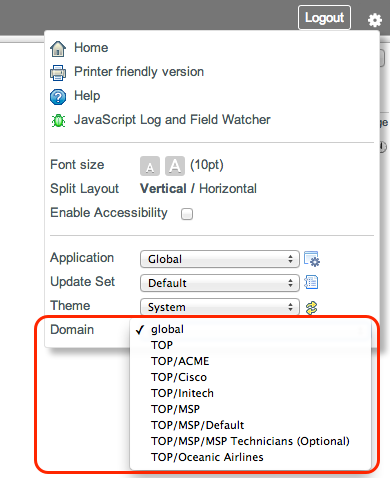 Logout
Home
Printer friendly version
Help
JavaScript Log and Field Watcher
Font size A A (10pt)
Split Layout Vertical / Horizontal
Enable Accessibility
Application Global
Update Set Default
Theme System
Domain ✓ global
TOP
TOP/ACME
TOP/Cisco
TOP/Initech
TOP/MSP
TOP/MSP/Default
TOP/MSP/MSP Technicians (Optional)
TOP/Oceanic Airlines